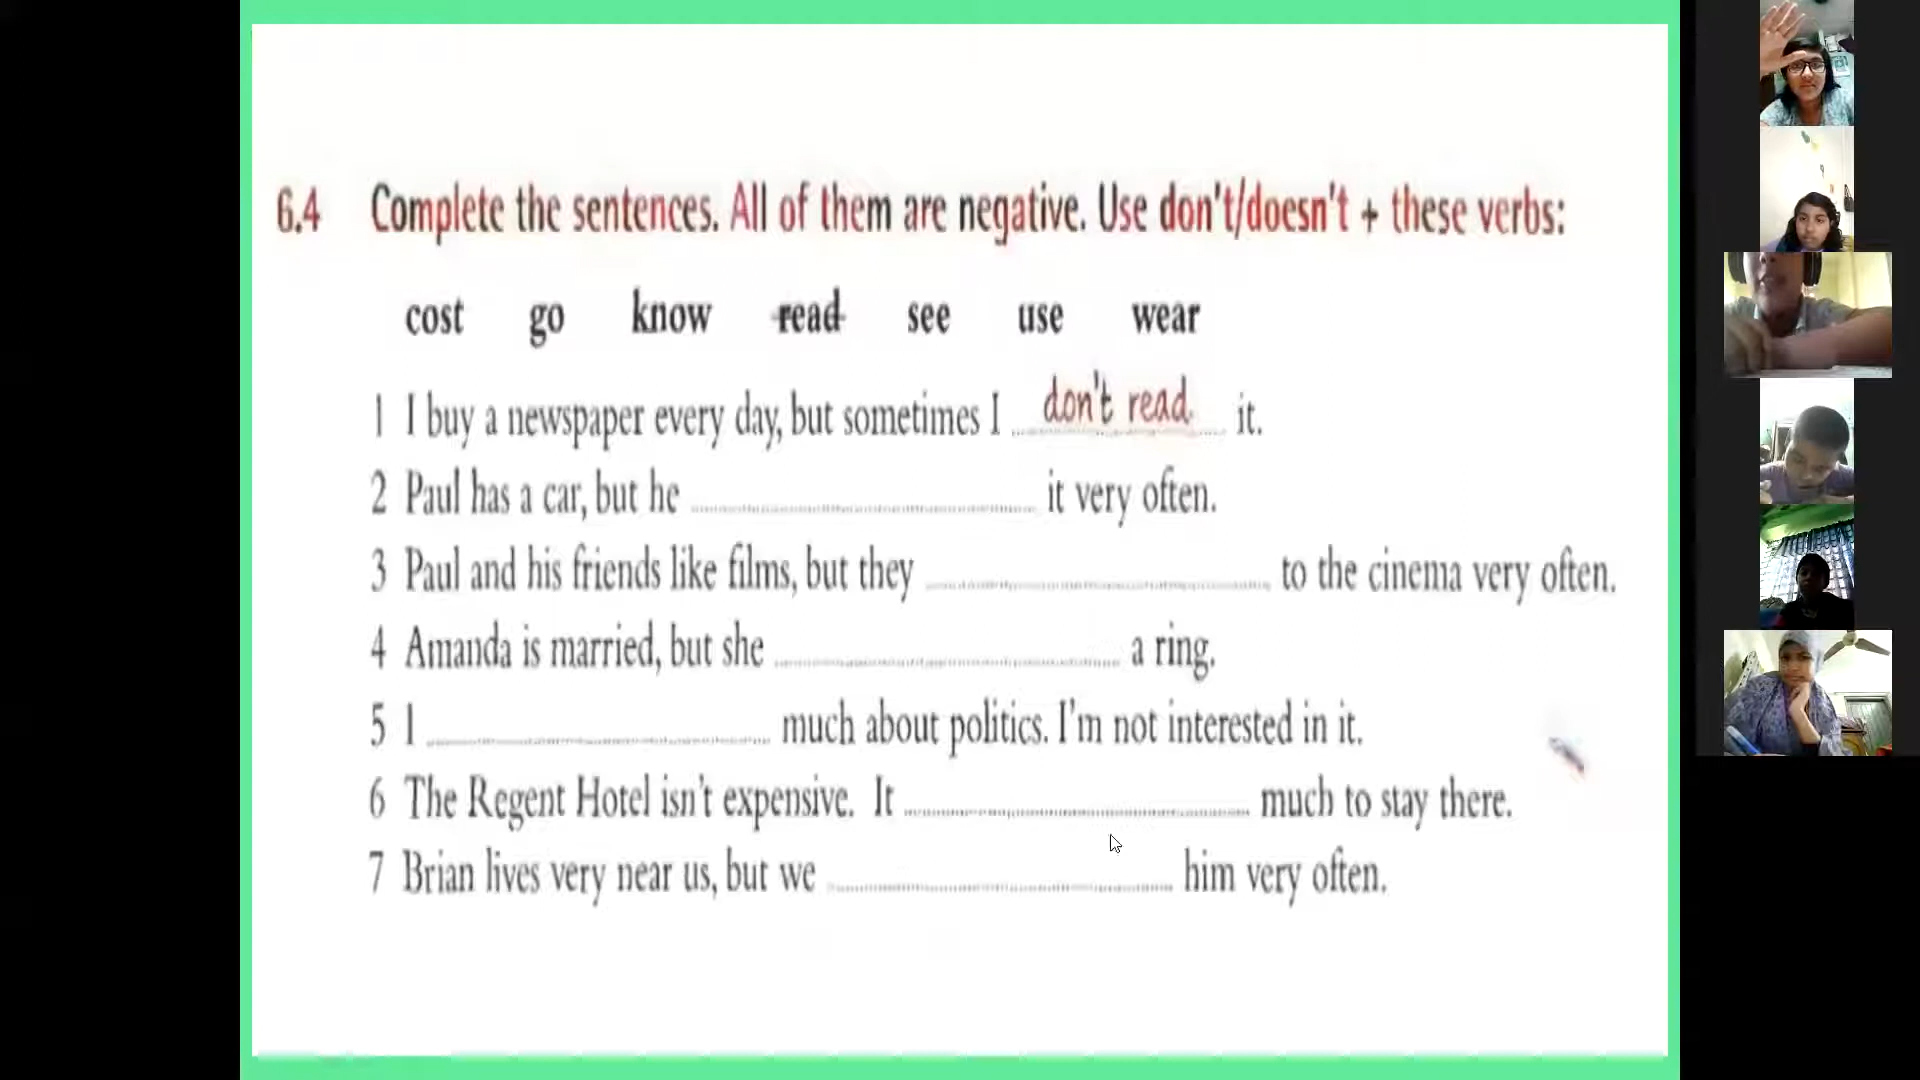 6.4 Complete the sentences. All of them are negative. Use don't/doesn't + these verbs:
cost go know read see use wear
1 I buy a newspaper every day, but sometimes I don't read it.
2 Paul has a car, but he ........ it very often.
3 Paul and his friends like films, but they ........ to the cinema very often.
4 Amanda is married, but she ........ a ring.
5 I ........ much about politics. I'm not interested in it.
6 The Regent Hotel isn't expensive. It ........ much to stay there.
7 Brian lives very near us, but we ........ him very often.